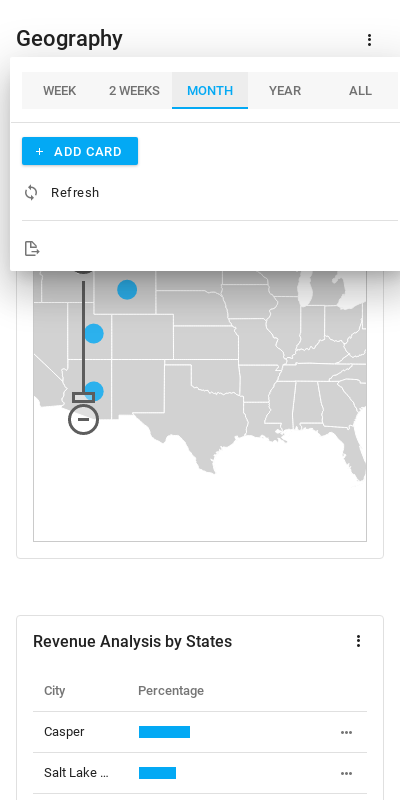 Geography
WEEK 2 WEEKS MONTH YEAR ALL
+ ADD CARD
Refresh
Revenue Analysis by States
City Percentage
Casper
Salt Lake ...